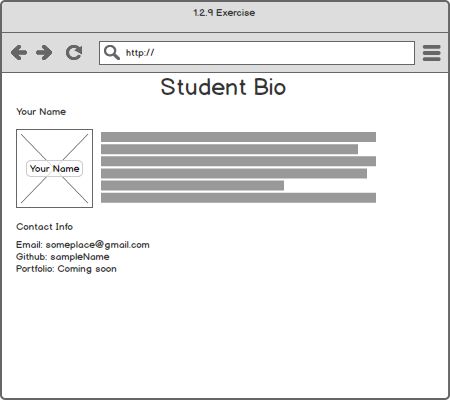 1.2.9 Exercise
http://
Student Bio
Your Name
Your Name
Contact Info
Email: someplace@gmail.com
Github: sampleName
Portfolio: Coming soon